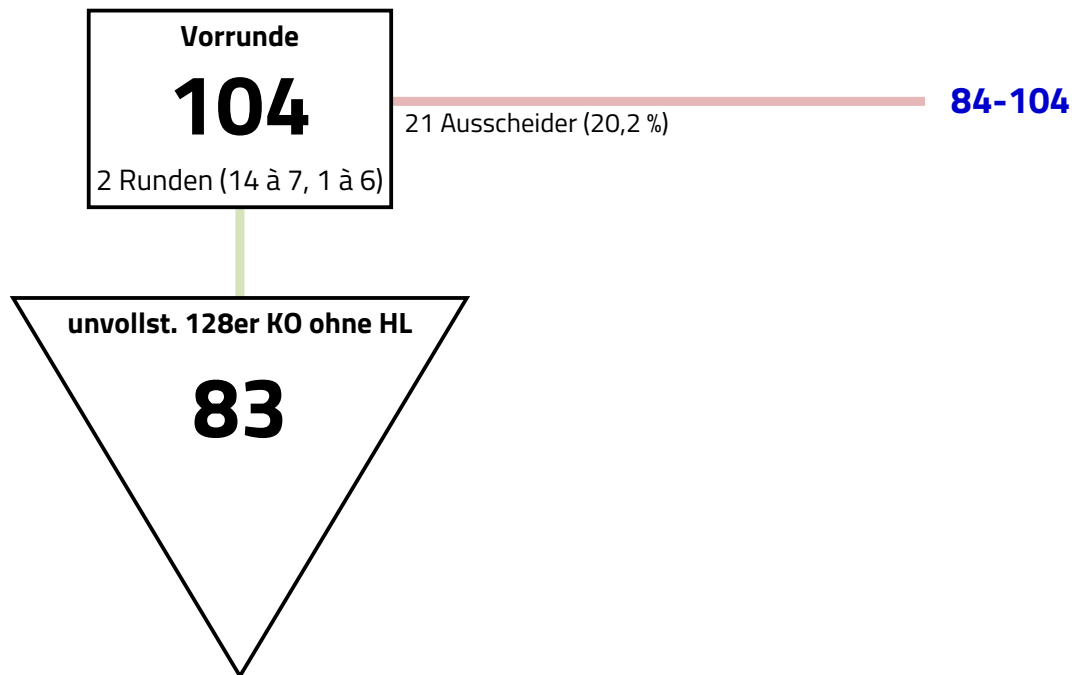 Vorrunde
104
2 Runden (14 à 7, 1 à 6)
21 Ausscheider (20,2 %)
84-104
unvollst. 128er KO ohne HL
83